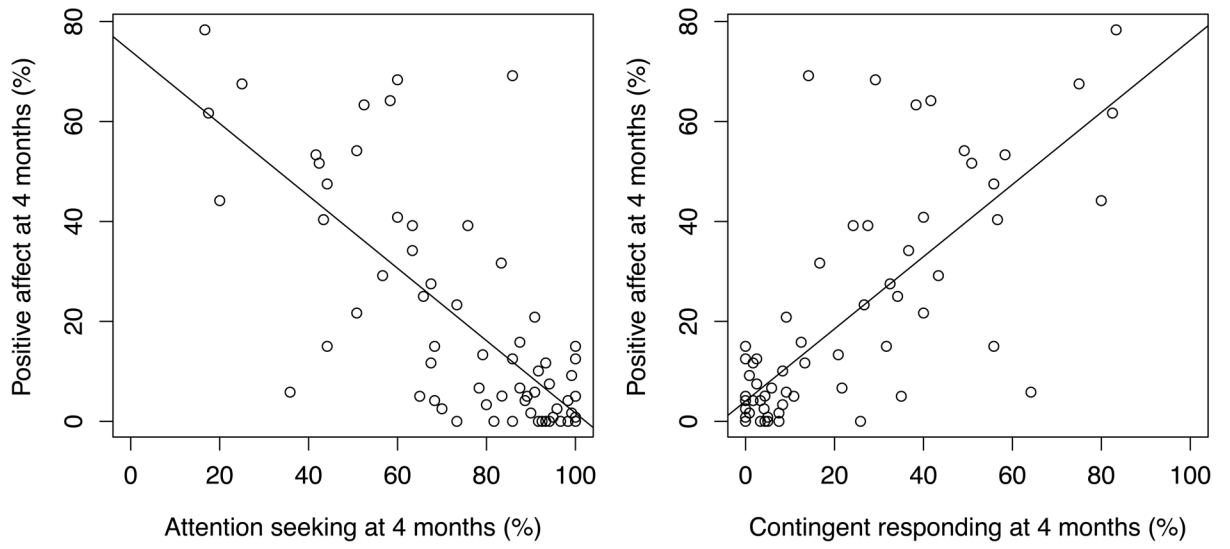 Positive affect at 4 months (%)
80
60
40
20
0
0 20 40 60 80 100
Attention seeking at 4 months (%)
Positive affect at 4 months (%)
80
60
40
20
0
0 20 40 60 80 100
Contingent responding at 4 months (%)